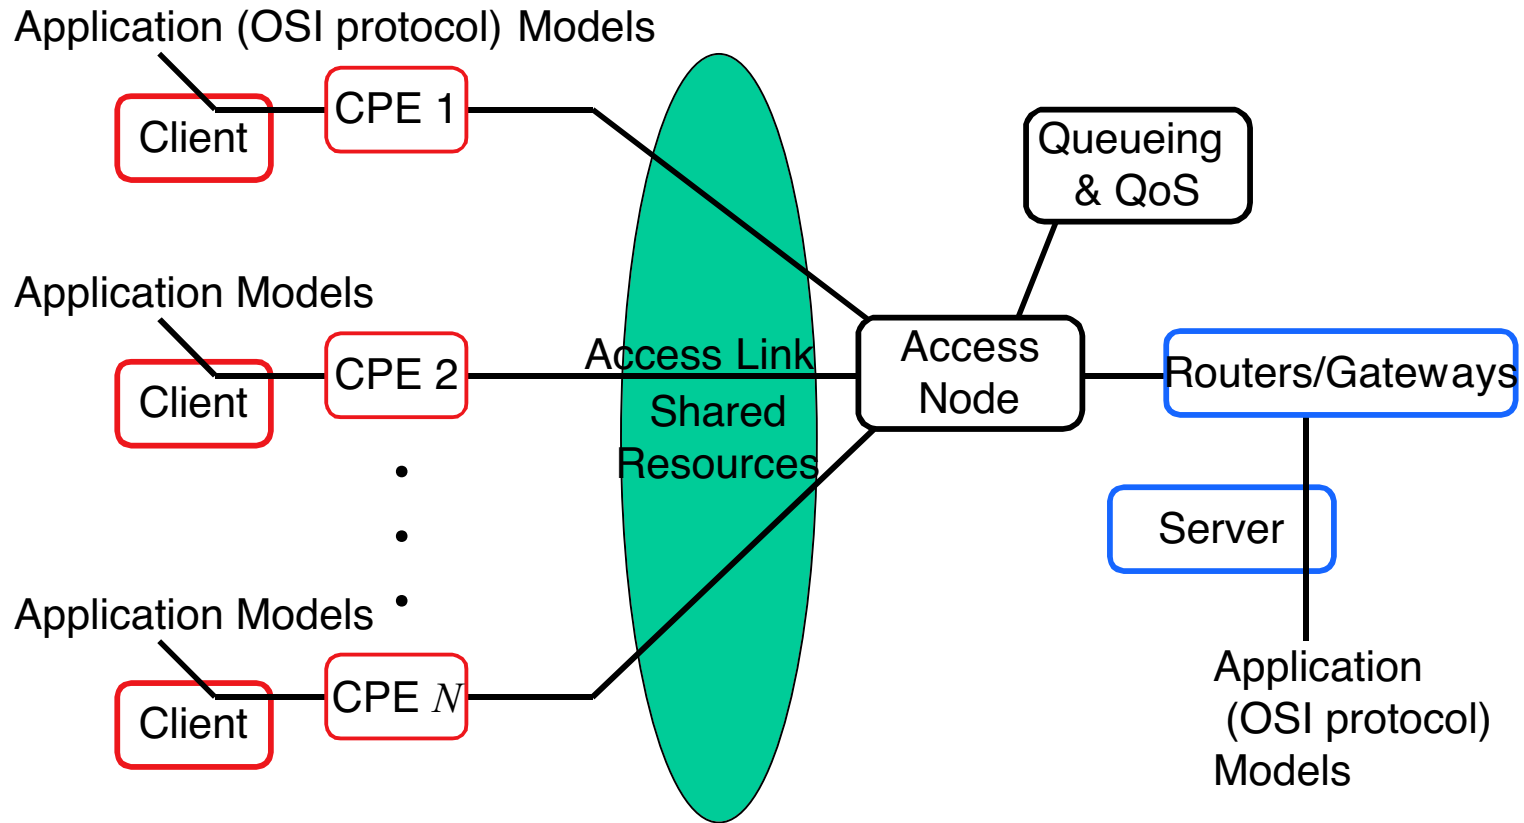 Application (OSI protocol) Models
Client
CPE 1
Queueing
& QoS
Application Models
Client
CPE 2
Access Link
Shared
Resources
Access
Node
Routers/Gateways
Server
Application Models
Client
CPE N
Application
(OSI protocol)
Models